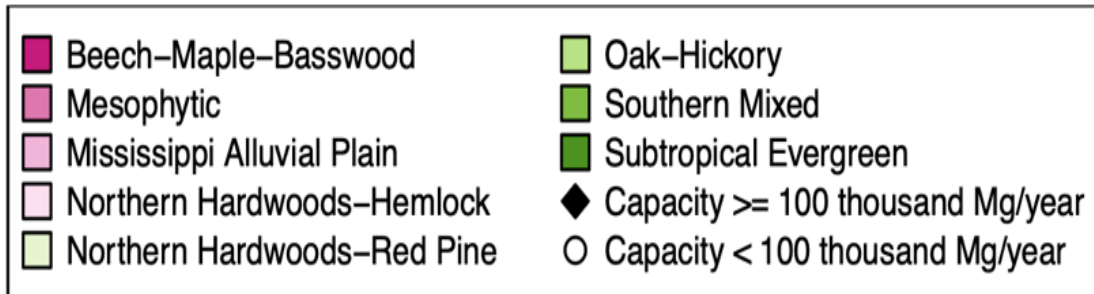 Beech–Maple–Basswood
Mesophytic
Mississippi Alluvial Plain
Northern Hardwoods–Hemlock
Northern Hardwoods–Red Pine
Oak–Hickory
Southern Mixed
Subtropical Evergreen
Capacity >= 100 thousand Mg/year
Capacity < 100 thousand Mg/year